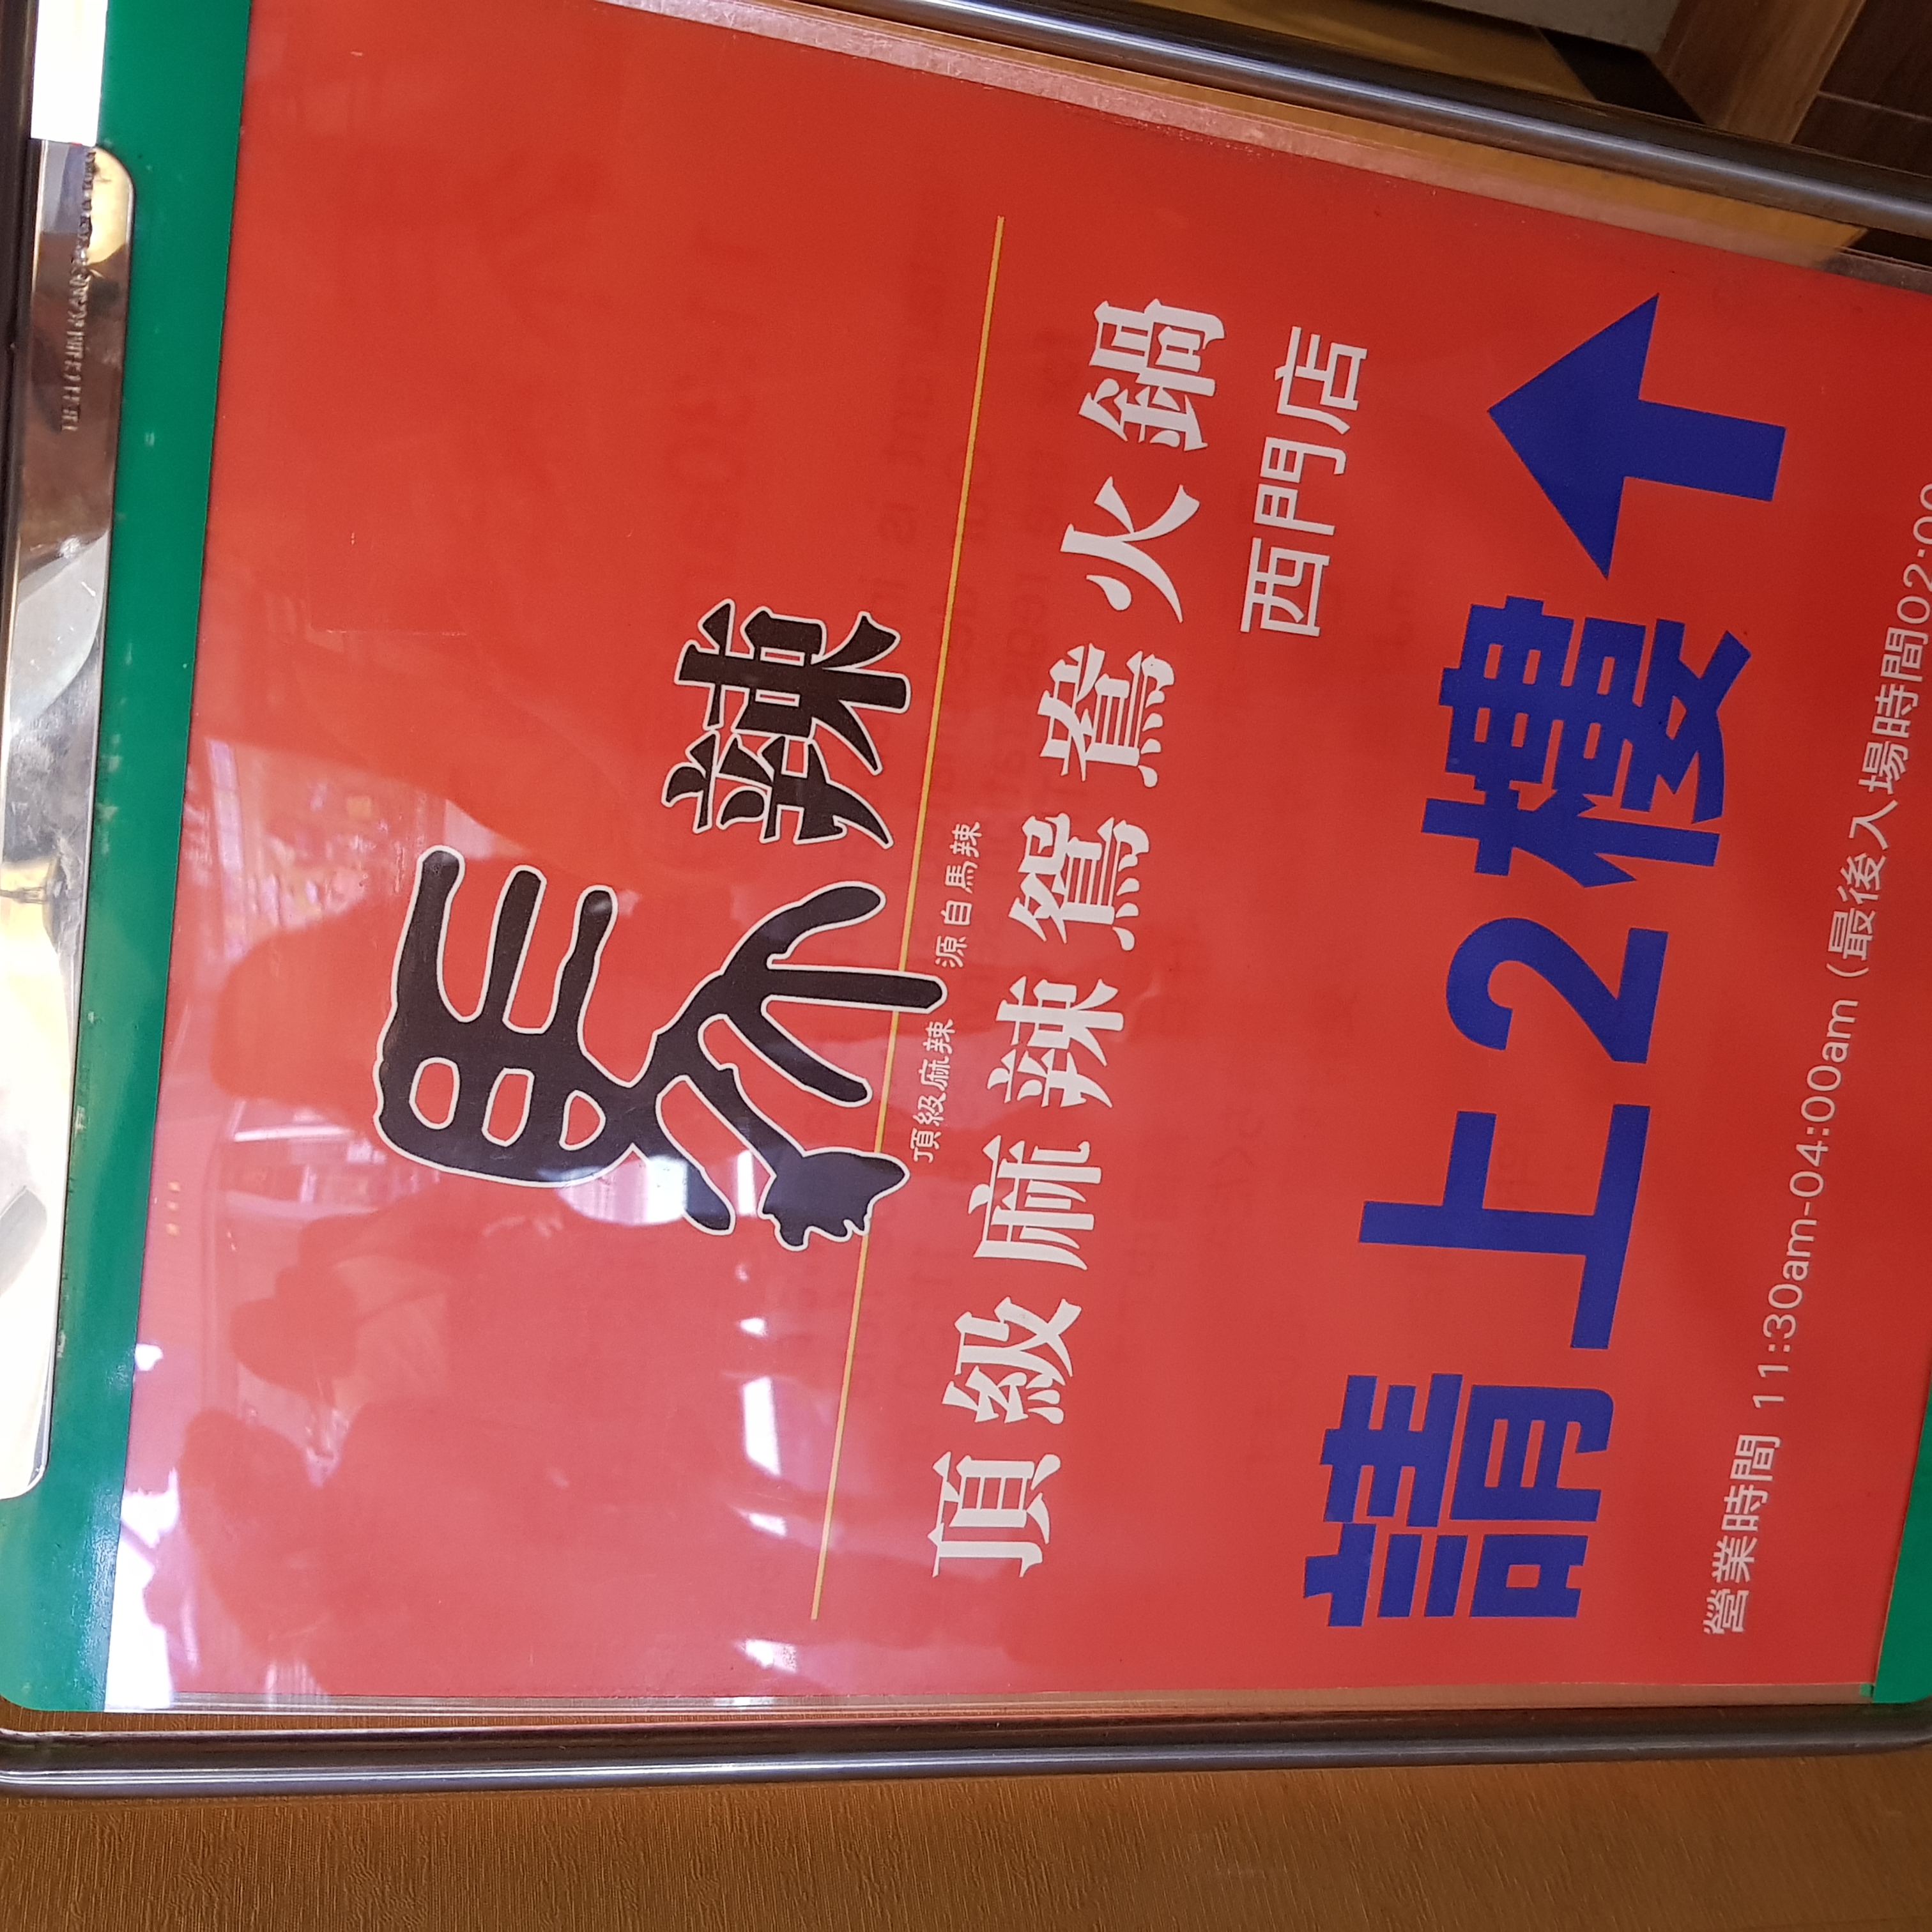 馬辣
頂級麻辣 源自馬辣
頂級麻辣鴛鴦火鍋
西門店
請上2樓
營業時間 11:30am-04:00am (最後入場時間02:00